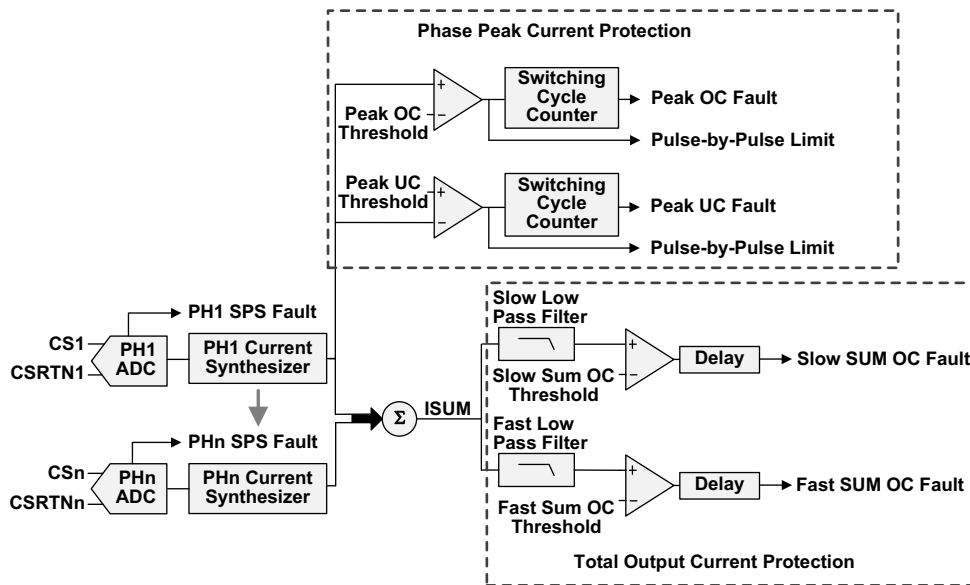 Phase Peak Current Protection
+
Peak OC
Threshold
−
Switching
Cycle
Counter
Peak OC Fault
Pulse-by-Pulse Limit
Peak UC
Threshold
+
−
Switching
Cycle
Counter
Peak UC Fault
Pulse-by-Pulse Limit
PH1 SPS Fault
CS1
CSRTN1
PH1
ADC
PH1 Current
Synthesizer
PHn SPS Fault
CSn
CSRTNn
PHn
ADC
PHn Current
Synthesizer
Σ
ISUM
Slow Low
Pass Filter
+
−
Slow Sum OC
Threshold
Delay
Slow SUM OC Fault
Fast Low
Pass Filter
+
−
Fast Sum OC
Threshold
Delay
Fast SUM OC Fault
Total Output Current Protection